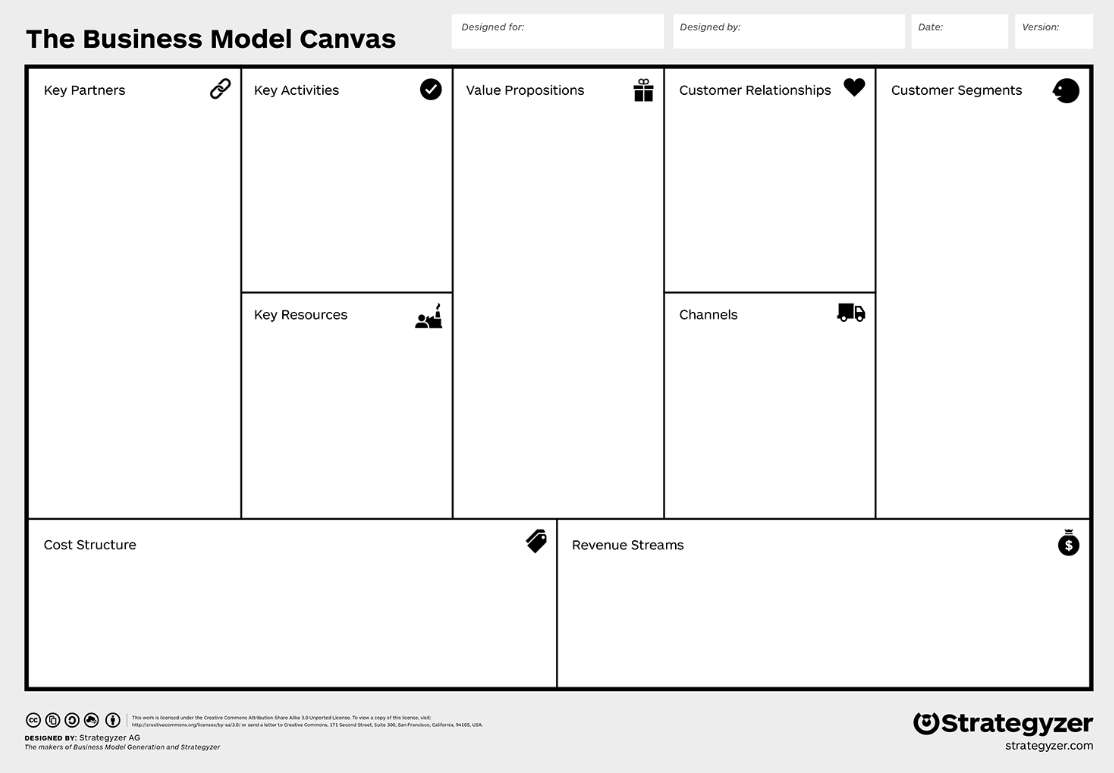 The Business Model Canvas
Designed for:
Designed by:
Date:
Version:
Key Partners
Key Activities
Value Propositions
Customer Relationships
Customer Segments
Key Resources
Channels
Cost Structure
Revenue Streams
$
cc
This work is licensed under the Creative Commons Attribution-Share Alike 3.0 Unported License. To view a copy of this license, visit:
http://creativecommons.org/licenses/by-sa/3.0/ or send a letter to Creative Commons, 171 Second Street, Suite 300, San Francisco, California, 94105, USA.
DESIGNED BY: Strategyzer AG
The makers of Business Model Generation and Strategyzer
Strategyzer
strategyzer.com